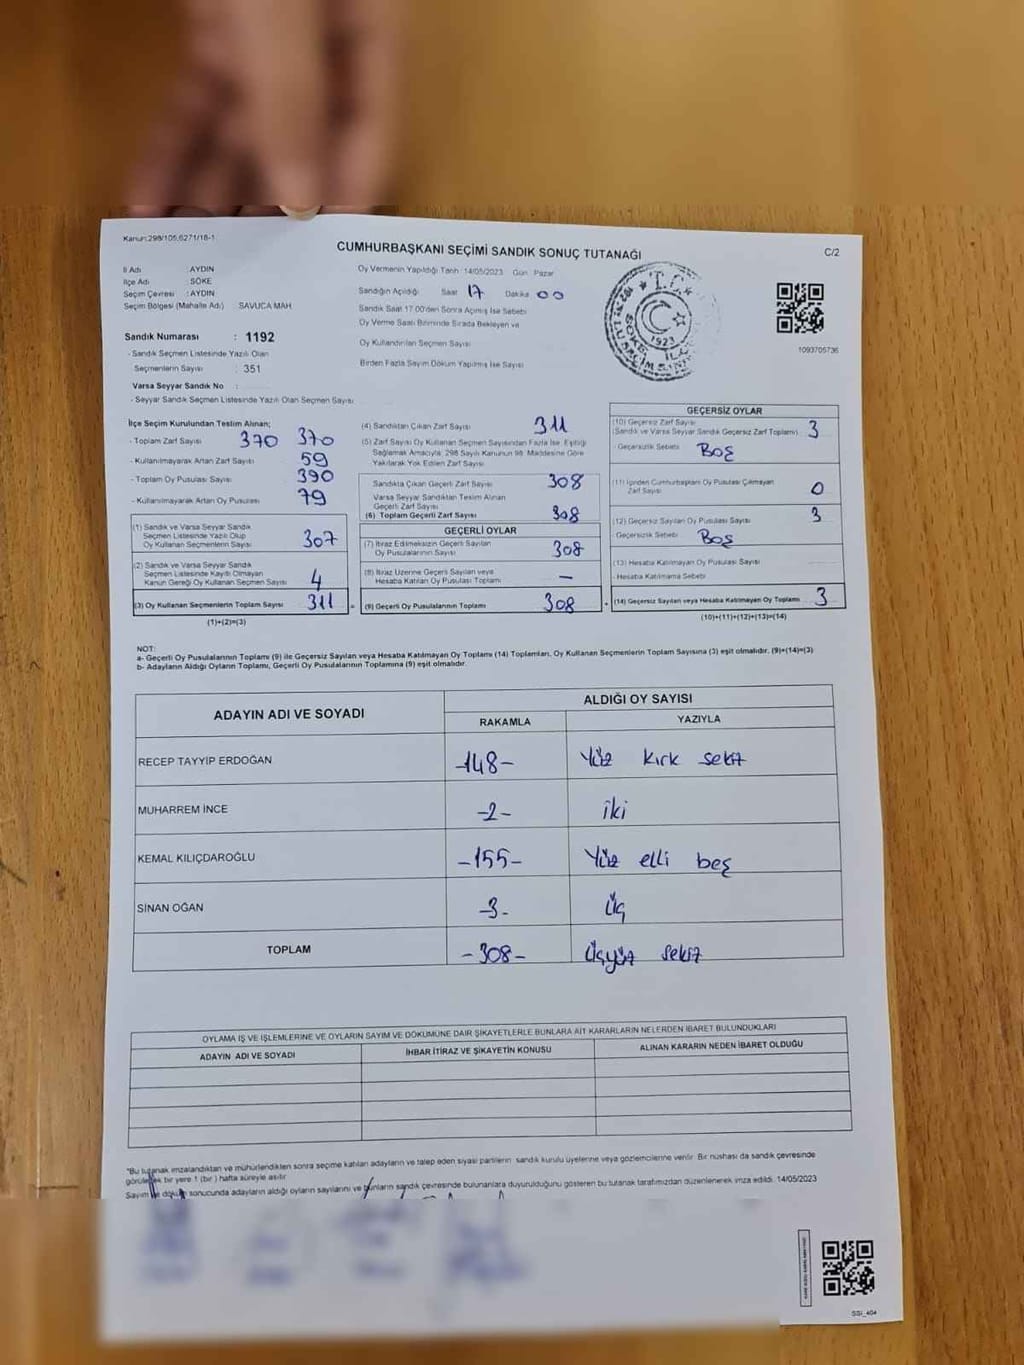 Kanun:298/105,6271/18-1
CUMHURBAŞKANI SEÇİMİ SANDIK SONUÇ TUTANAĞI
C/2
İl Adı : AYDIN
İlçe Adı : SÖKE
Seçim Çevresi : AYDIN
Seçim Bölgesi (Mahalle Adı) : SAVUCA MAH.
Oy Vermenin Yapıldığı Tarih :14/05/2023 Gün : Pazar
Sandığın Açıldığı Saat 17 Dakika 00
Sandık Saat 17:00'den Sonra Açılmış İse Sebebi
Oy Verme Saati Bitiminde Sırada Bekleyen ve
Oy Kullandırılan Seçmen Sayısı
Birden Fazla Sayım Döküm Yapılmış İse Sayısı
T.C.
SÖKE İLÇE
1923
1093705736
Sandık Numarası : 1192
- Sandık Seçmen Listesinde Yazılı Olan
Seçmenlerin Sayısı : 351
Varsa Seyyar Sandık No :
- Seyyar Sandık Seçmen Listesinde Yazılı Olan Seçmen Sayısı :
İlçe Seçim Kurulundan Teslim Alınan;
- Toplam Zarf Sayısı 370 370
- Kullanılmayarak Artan Zarf Sayısı 59
- Toplam Oy Pusulası Sayısı 390
- Kullanılmayarak Artan Oy Pusulası 79
(1) Sandık ve Varsa Seyyar Sandık
Seçmen Listesinde Yazılı Olup
Oy Kullanan Seçmenlerin Sayısı 307
(2) Sandık ve Varsa Seyyar Sandık
Seçmen Listesinde Kayıtlı Olmayan
Kanun Gereği Oy Kullanan Seçmen Sayısı 4
(3) Oy Kullanan Seçmenlerin Toplam Sayısı 311
(1)+(2)=(3)
(4) Sandıktan Çıkan Zarf Sayısı 311
(5) Zarf Sayısı Oy Kullanan Seçmen Sayısından Fazla İse, Eşitliği
Sağlamak Amacıyla, 298 Sayılı Kanunun 98. Maddesine Göre
Yakılarak Yok Edilen Zarf Sayısı
Sandıkta Çıkan Geçerli Zarf Sayısı 308
Varsa Seyyar Sandıktan Teslim Alınan
Geçerli Zarf Sayısı
(6) Toplam Geçerli Zarf Sayısı 308
GEÇERLİ OYLAR
(7) İtiraz Edilmeksizin Geçerli Sayılan
Oy Pusulalarının Sayısı 308
(8) İtiraz Üzerine Geçerli Sayılan veya
Hesaba Katılan Oy Pusulası Toplamı —
= (9) Geçerli Oy Pusulalarının Toplamı 308
GEÇERSİZ OYLAR
(10) Geçersiz Zarf Sayısı
(Sandık ve Varsa Seyyar Sandık Geçersiz Zarf Toplamı) 3
- Geçersizlik Sebebi : Boş
(11) İçinden Cumhurbaşkanı Oy Pusulası Çıkmayan
Zarf Sayısı 0
(12) Geçersiz Sayılan Oy Pusulası Sayısı 3
- Geçersizlik Sebebi : Boş
(13) Hesaba Katılmayan Oy Pusulası Sayısı
- Hesaba Katılmama Sebebi
+ (14) Geçersiz Sayılan veya Hesaba Katılmayan Oy Toplamı 3
(10)+(11)+(12)+(13)=(14)
NOT:
a- Geçerli Oy Pusulalarının Toplamı (9) ile Geçersiz Sayılan veya Hesaba Katılmayan Oy Toplamı (14) Toplamları, Oy Kullanan Seçmenlerin Toplam Sayısına (3) eşit olmalıdır. (9)+(14)=(3)
b- Adayların Aldığı Oyların Toplamı, Geçerli Oy Pusulalarının Toplamına (9) eşit olmalıdır.
ADAYIN ADI VE SOYADI
ALDIĞI OY SAYISI
RAKAMLA YAZIYLA
RECEP TAYYİP ERDOĞAN -148- Yüz kırk sekiz
MUHARREM İNCE -2- iki
KEMAL KILIÇDAROĞLU -155- Yüz elli beş
SİNAN OĞAN -3- Üç
TOPLAM -308- Üçyüz sekiz
OYLAMA İŞ VE İŞLEMLERİNE VE OYLARIN SAYIM VE DÖKÜMÜNE DAİR ŞİKAYETLERLE BUNLARA AİT KARARLARIN NELERDEN İBARET BULUNDUKLARI
ADAYIN ADI VE SOYADI İHBAR İTİRAZ VE ŞİKAYETİN KONUSU ALINAN KARARIN NEDEN İBARET OLDUĞU
*Bu tutanak imzalandıktan ve mühürlendikten sonra seçime katılan adayların ve talep eden siyasi partilerin sandık kurulu üyelerine veya gözlemcilerine verilir. Bir nüshası da sandık çevresinde
görülecek bir yere 1 (bir ) hafta süreyle asılır.
Sayım ve döküm sonucunda adayların aldığı oyların sayılarını ve bunların sandık çevresinde bulunanlara duyurulduğunu gösteren bu tutanak tarafımızdan düzenlenerek imza edildi. 14/05/2023
SSI_404